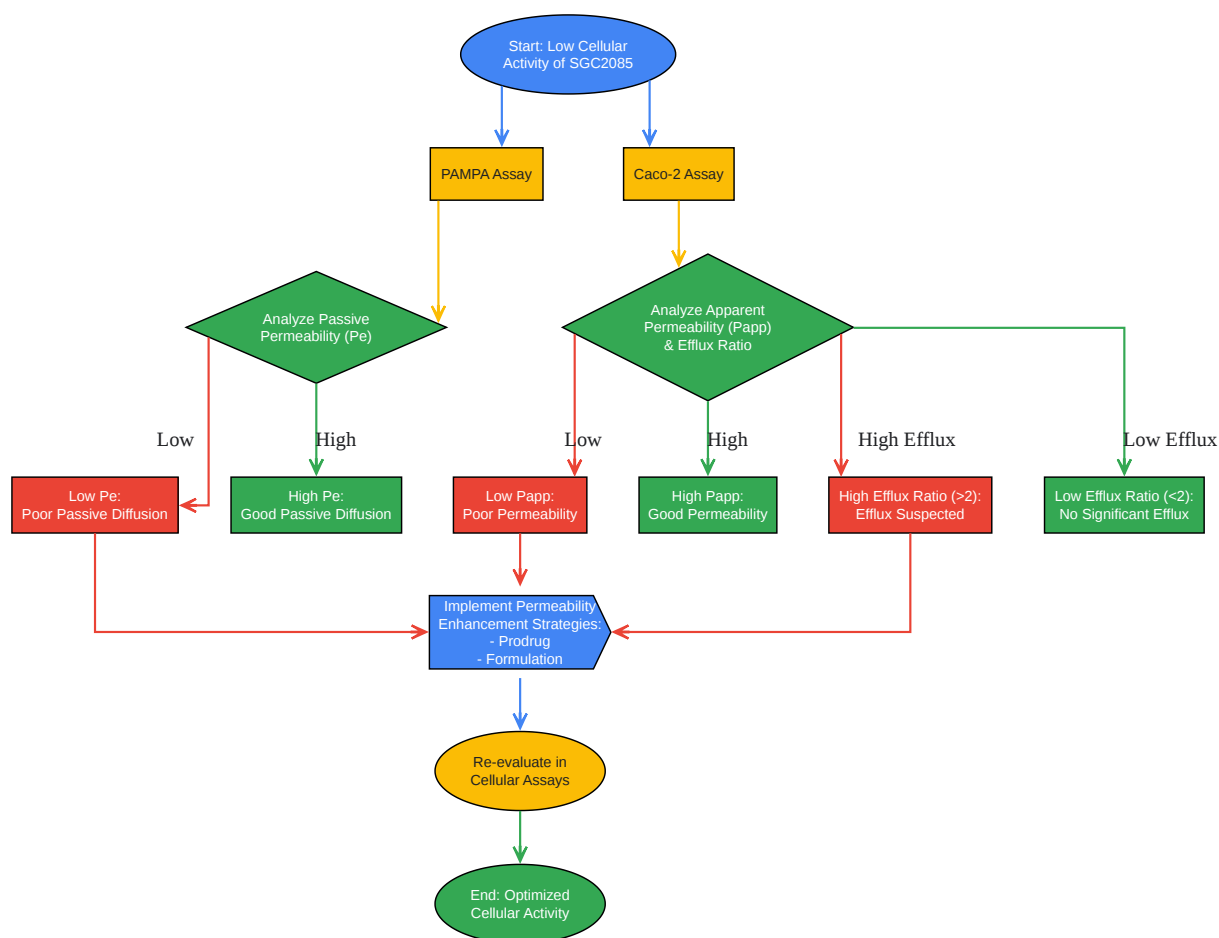 Start: Low Cellular
Activity of SGC2085
PAMPA Assay
Caco-2 Assay
Analyze Passive
Permeability (Pe)
Analyze Apparent
Permeability (Papp)
& Efflux Ratio
Low
High
Low
High
High Efflux
Low Efflux
Low Pe:
Poor Passive Diffusion
High Pe:
Good Passive Diffusion
Low Papp:
Poor Permeability
High Papp:
Good Permeability
High Efflux Ratio (>2):
Efflux Suspected
Low Efflux Ratio (<2):
No Significant Efflux
Implement Permeability
Enhancement Strategies:
- Prodrug
- Formulation
Re-evaluate in
Cellular Assays
End: Optimized
Cellular Activity